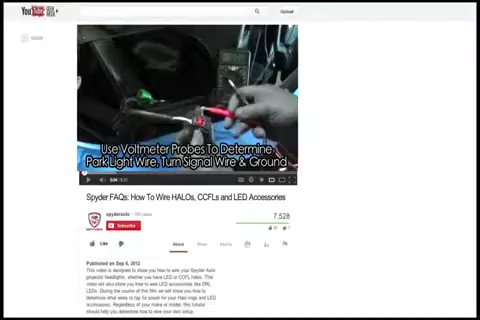 You
Upload
Use Voltmeter Probes To Determine
Park Light Wire, Turn Signal Wire & Ground
Spyder FAQs: How To Wire HALOs, CCFLs and LED Accessories
spyderauto
Subscribe
7,528
Like
About Share Add to
Published on Sep 6, 2012
This video is designed to show you how to wire your Spyder Auto
projector headlights, whether you have LED or CCFL halos. This
video will also show you how to wire LED accessories like DRL
LEDs. During the course of this film we will show you how to
determine what wires to tap for power for your Halo rings and LED
accessories. Regardless of your make or model, this tutorial
should help you determine how to wire your own setup.